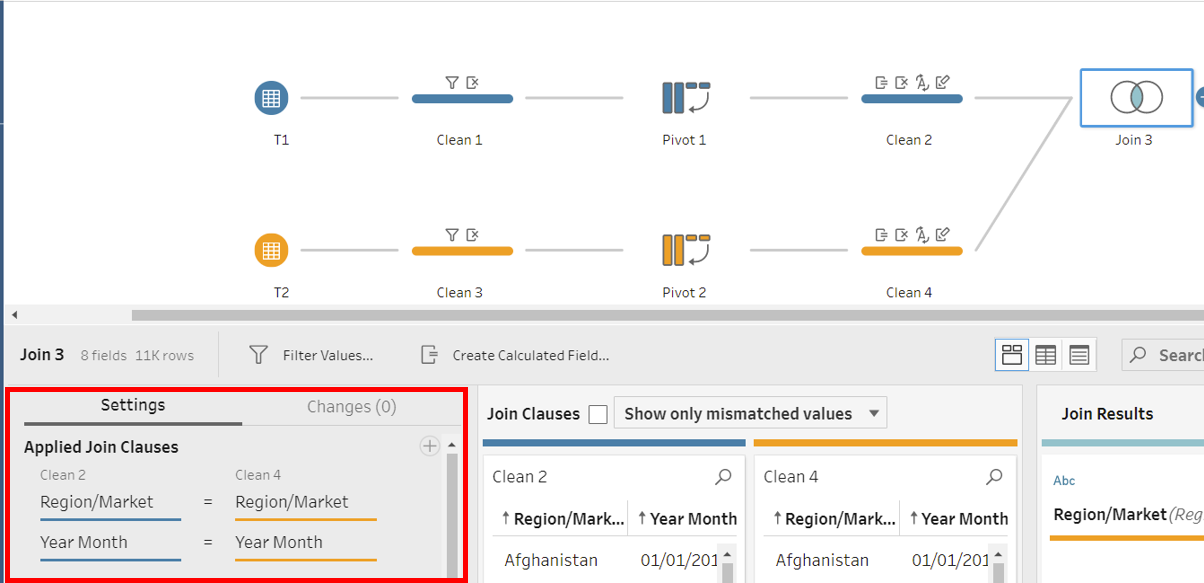 T1
Clean 1
Pivot 1
Clean 2
Join 3
T2
Clean 3
Pivot 2
Clean 4
Join 3 8 fields 11K rows Filter Values... Create Calculated Field... Searc
Settings Changes (0)
Applied Join Clauses
Clean 2 Clean 4
Region/Market = Region/Market
Year Month = Year Month
Join Clauses Show only mismatched values
Clean 2
Region/Mark... Year Month
Afghanistan 01/01/201
Clean 4
Region/Mark... Year Month
Afghanistan 01/01/201
Join Results
Abc
Region/Market (Reg